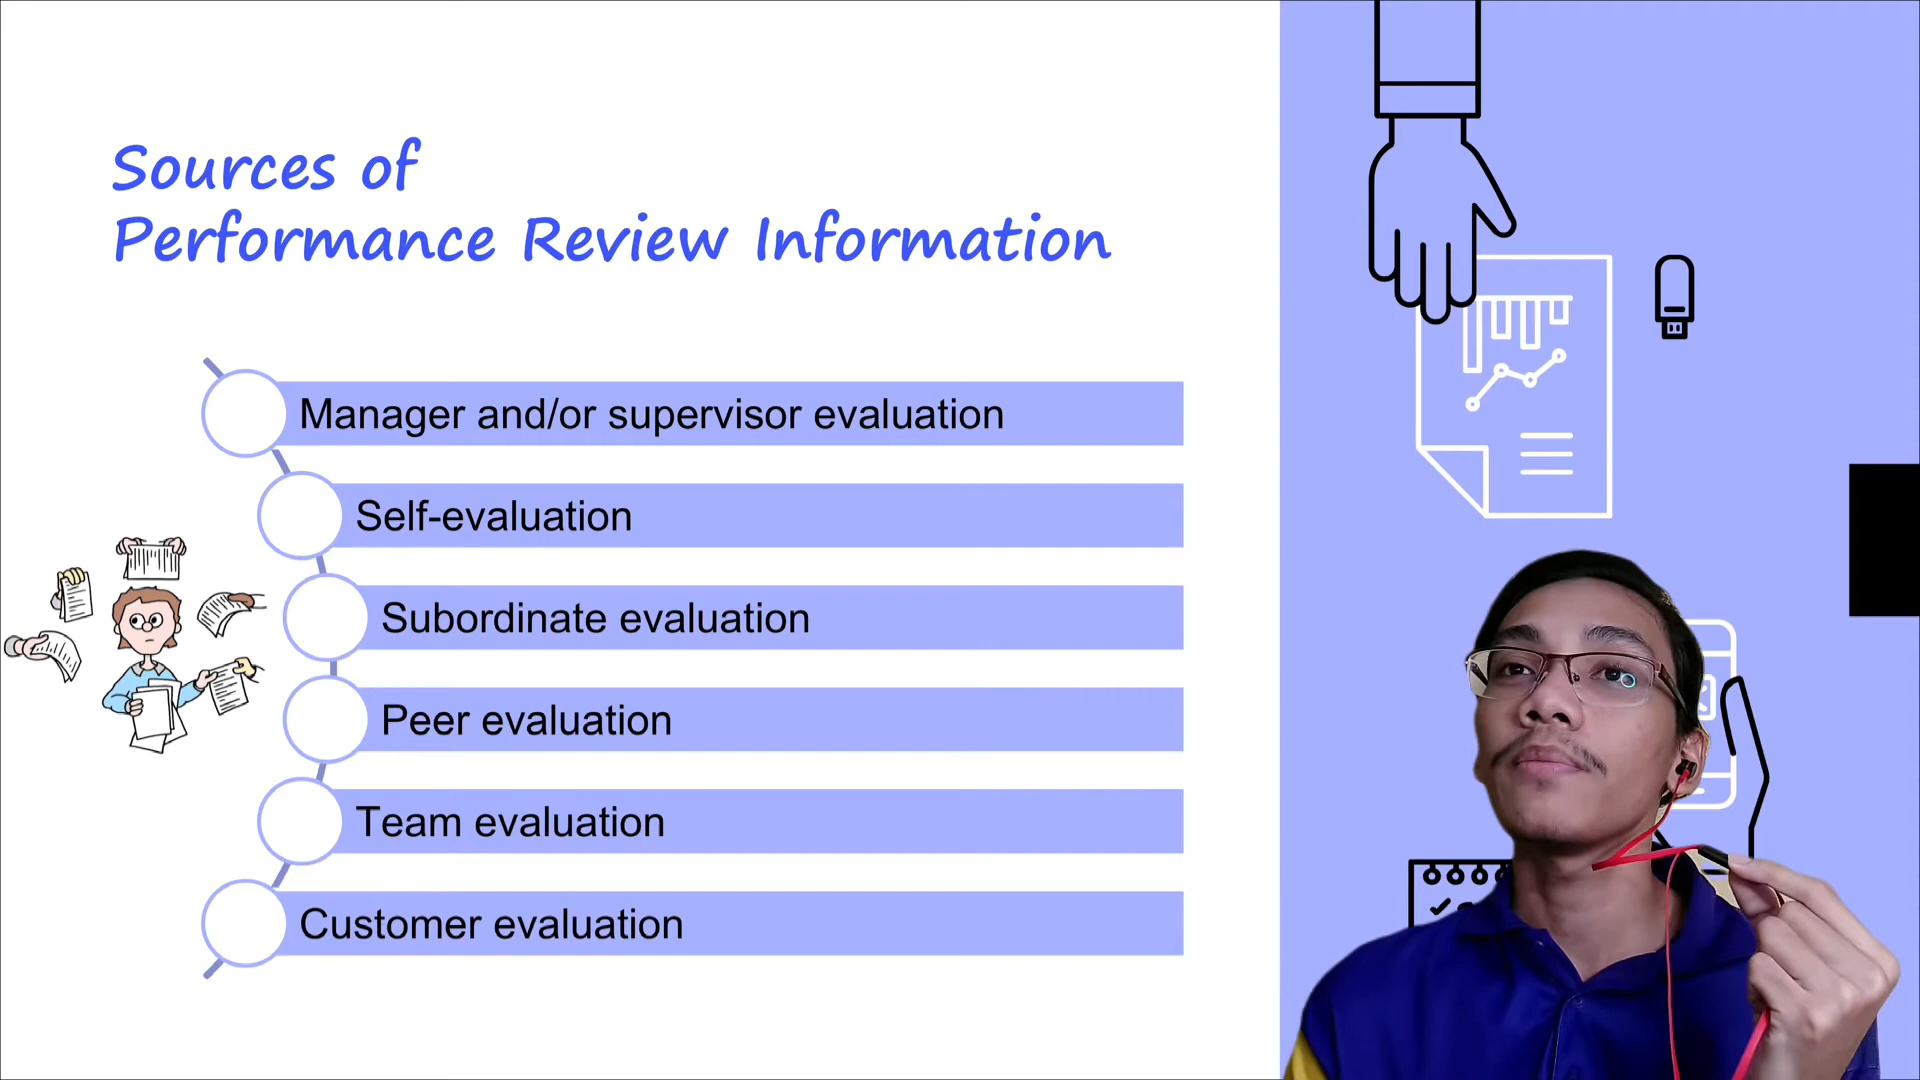 Sources of
Performance Review Information
Manager and/or supervisor evaluation
Self-evaluation
Subordinate evaluation
Peer evaluation
Team evaluation
Customer evaluation